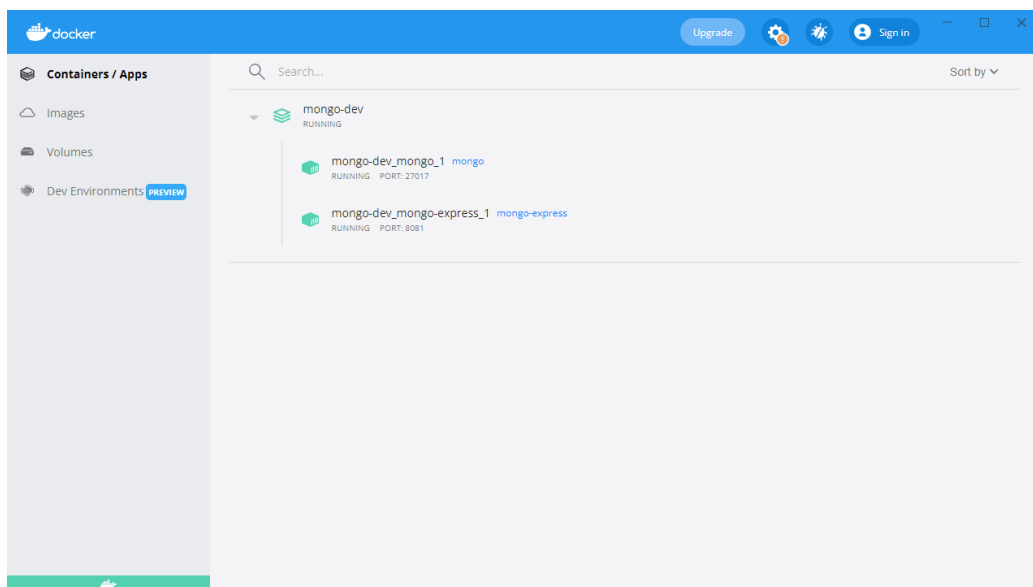 docker
Upgrade
Sign in
Containers / Apps
Images
Volumes
Dev Environments PREVIEW
Search...
Sort by
mongo-dev
RUNNING
mongo-dev_mongo_1 mongo
RUNNING PORT: 27017
mongo-dev_mongo-express_1 mongo-express
RUNNING PORT: 8081